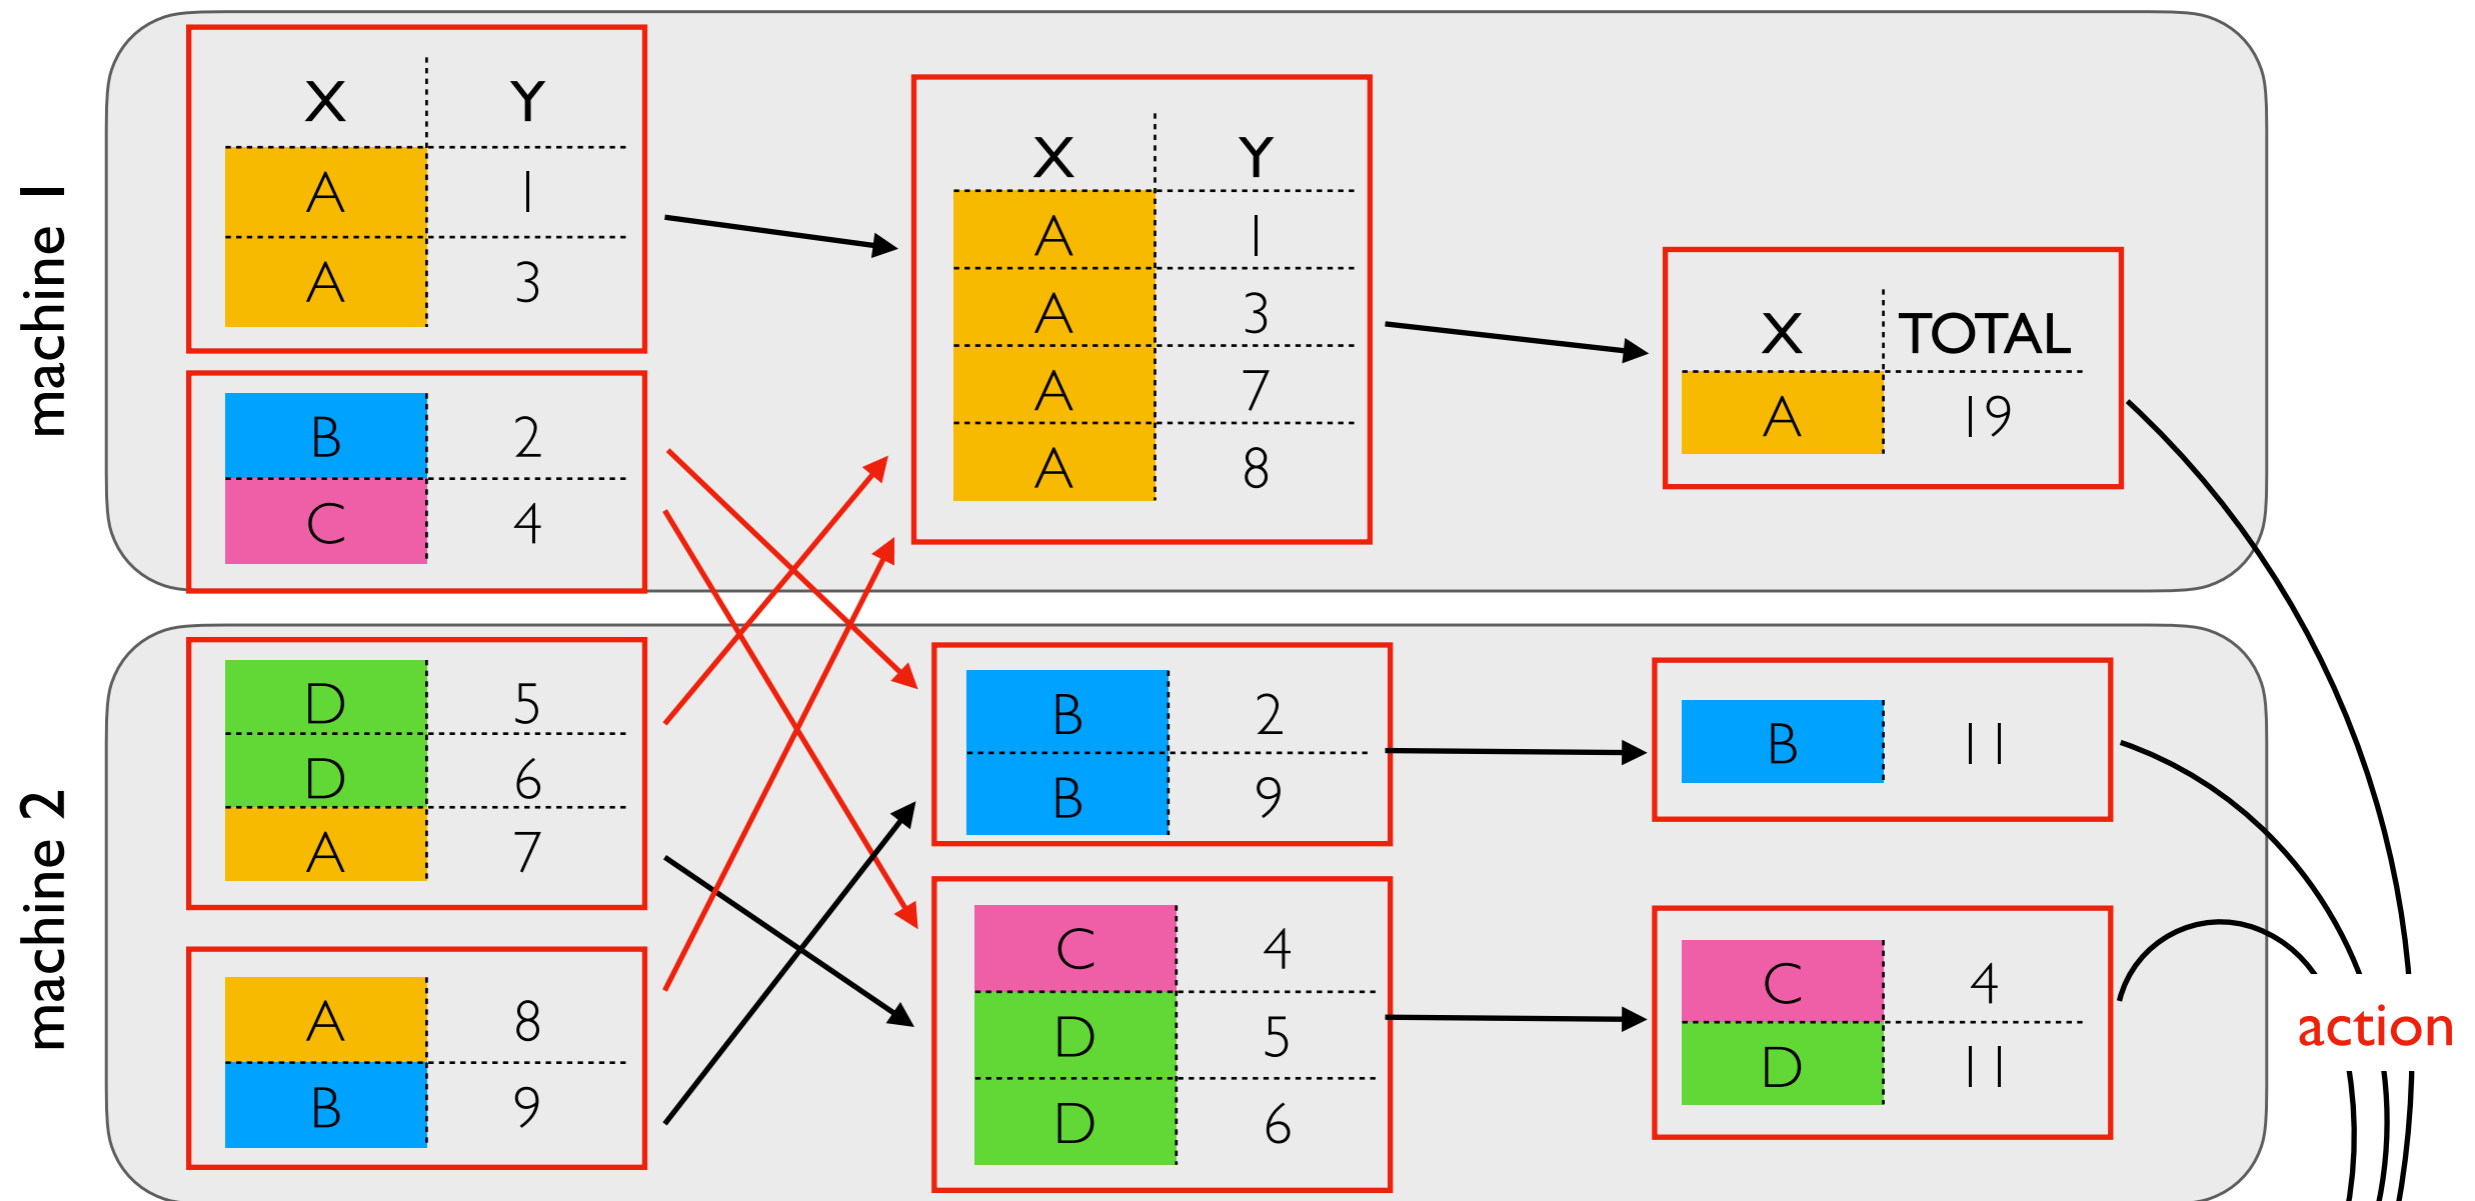 machine 1
X Y
A 1
A 3
B 2
C 4
X Y
A 1
A 3
A 7
A 8
X TOTAL
A 19
machine 2
D 5
D 6
A 7
A 8
B 9
B 2
B 9
C 4
D 5
D 6
B 11
C 4
D 11
action